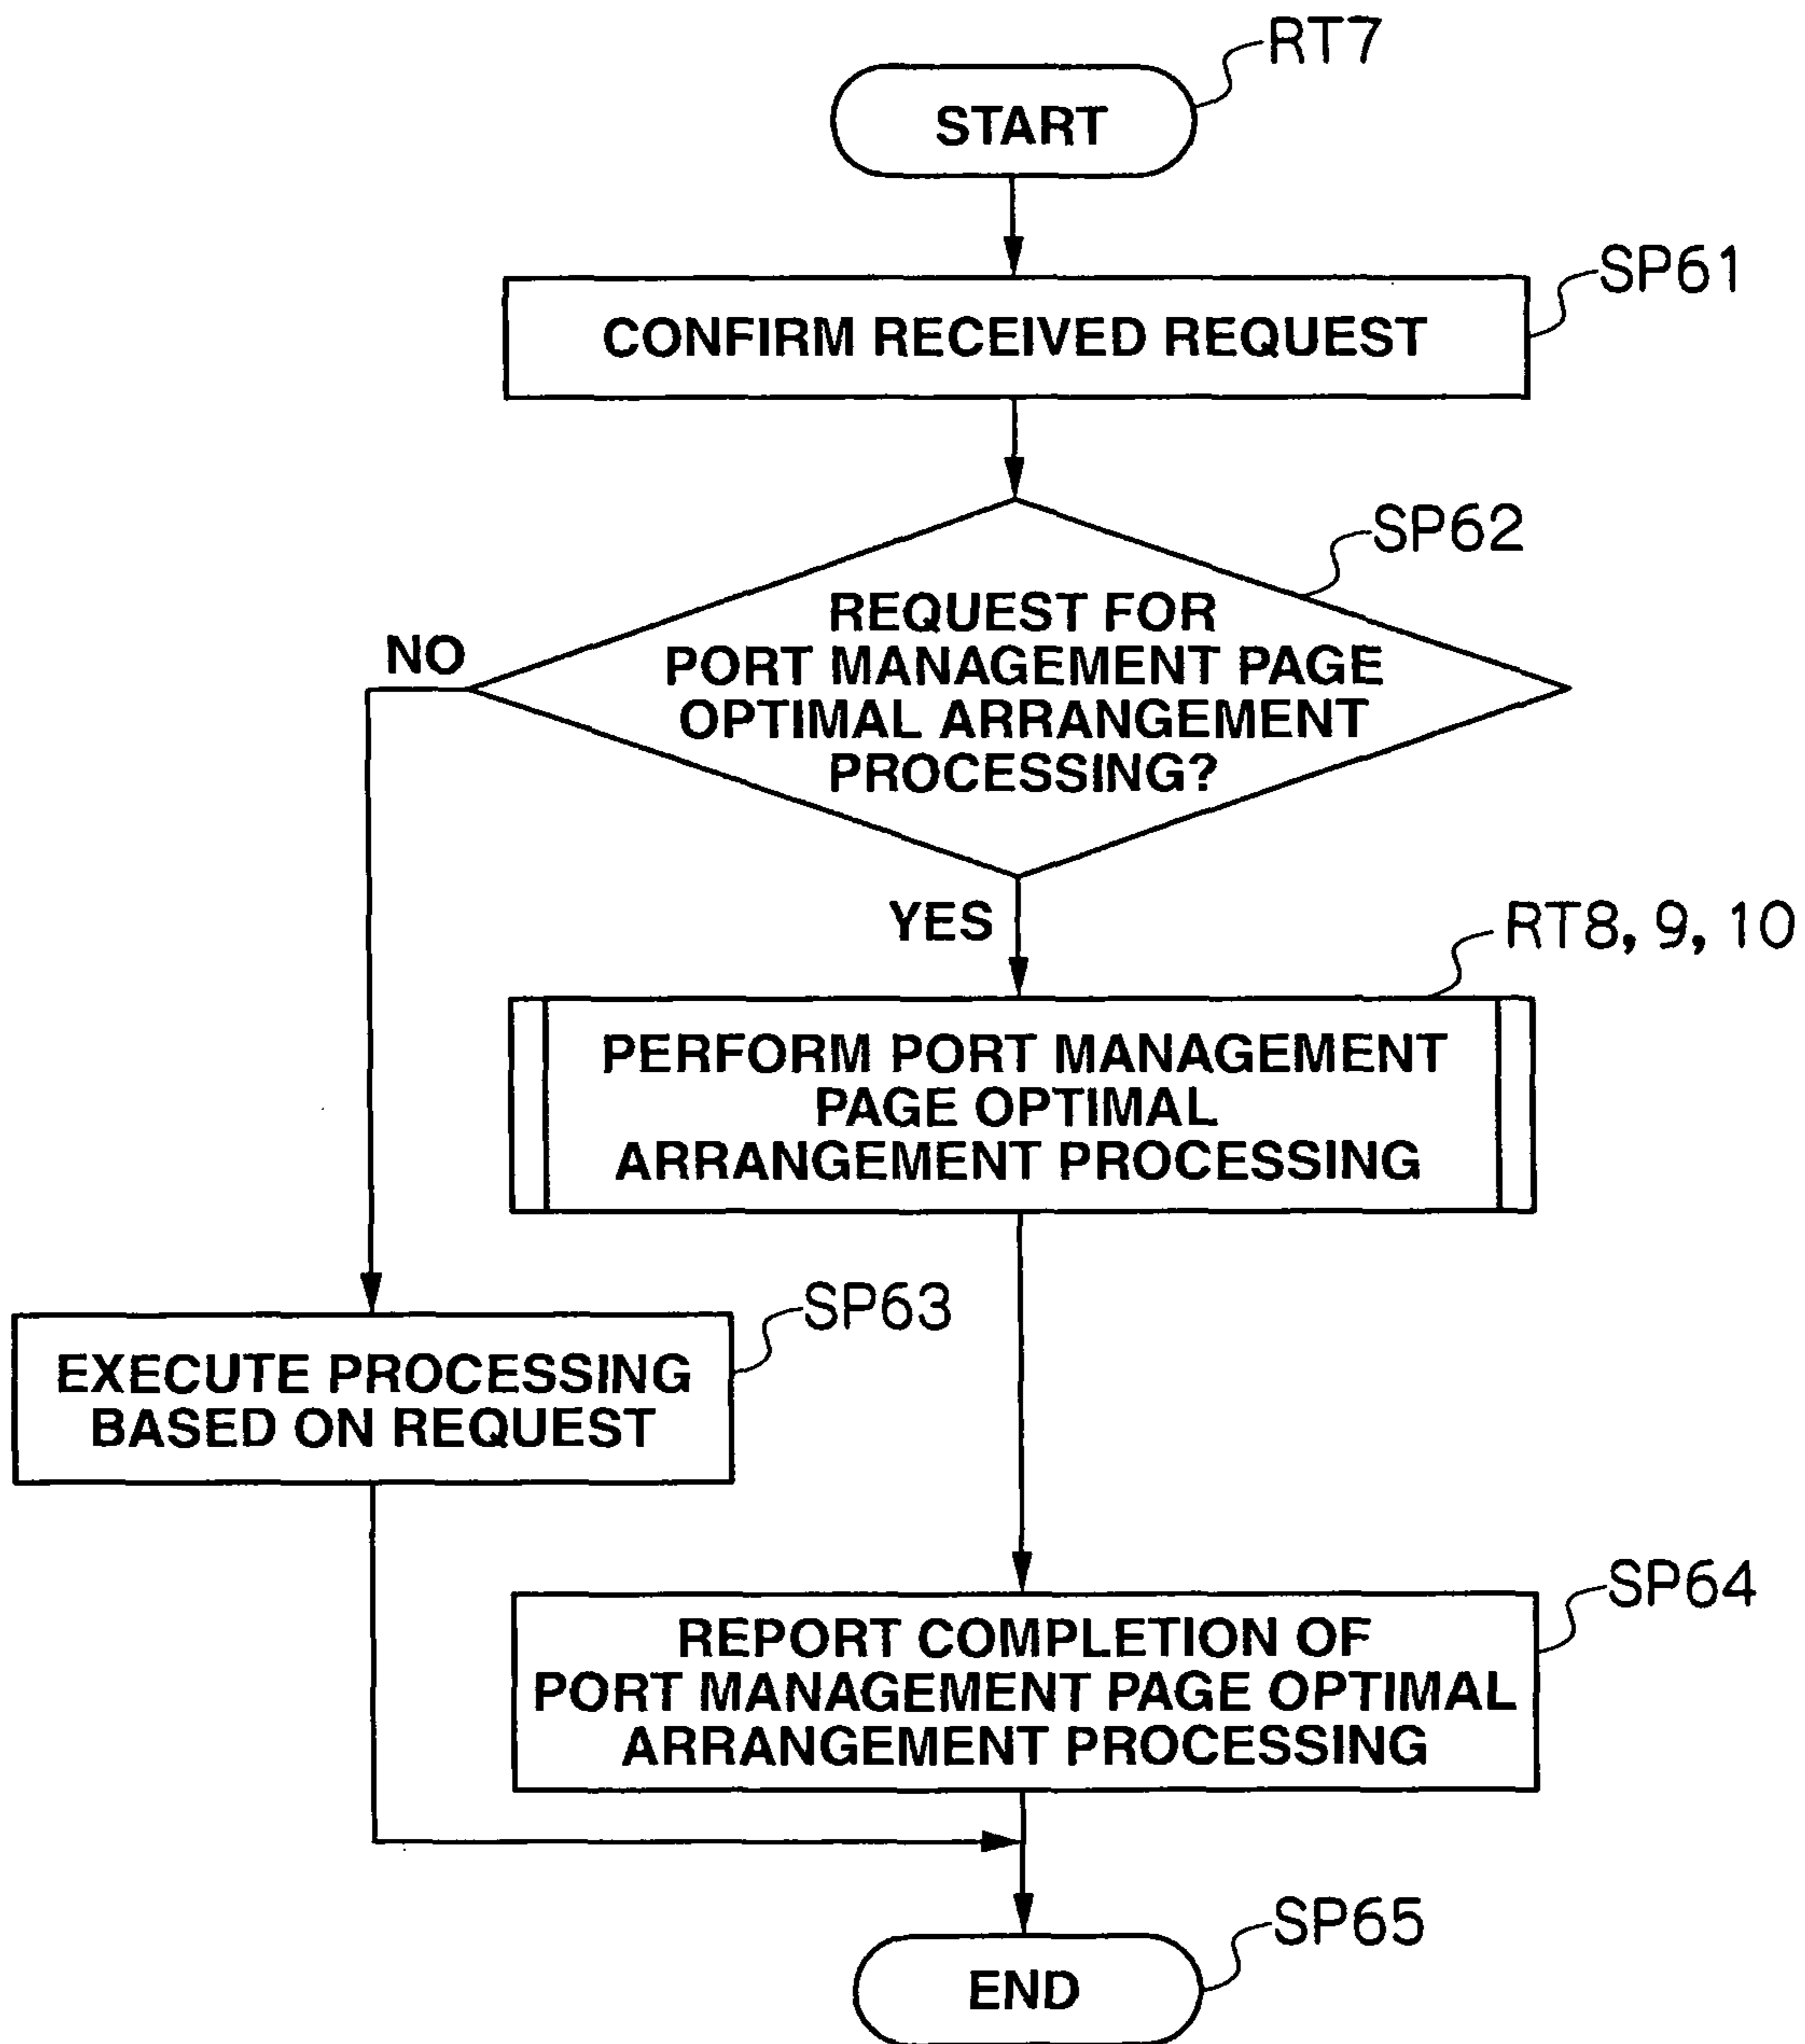 RT7
START
SP61
CONFIRM RECEIVED REQUEST
SP62
REQUEST FOR
PORT MANAGEMENT PAGE
OPTIMAL ARRANGEMENT
PROCESSING?
NO
YES
RT8, 9, 10
PERFORM PORT MANAGEMENT
PAGE OPTIMAL
ARRANGEMENT PROCESSING
SP63
EXECUTE PROCESSING
BASED ON REQUEST
SP64
REPORT COMPLETION OF
PORT MANAGEMENT PAGE OPTIMAL
ARRANGEMENT PROCESSING
SP65
END